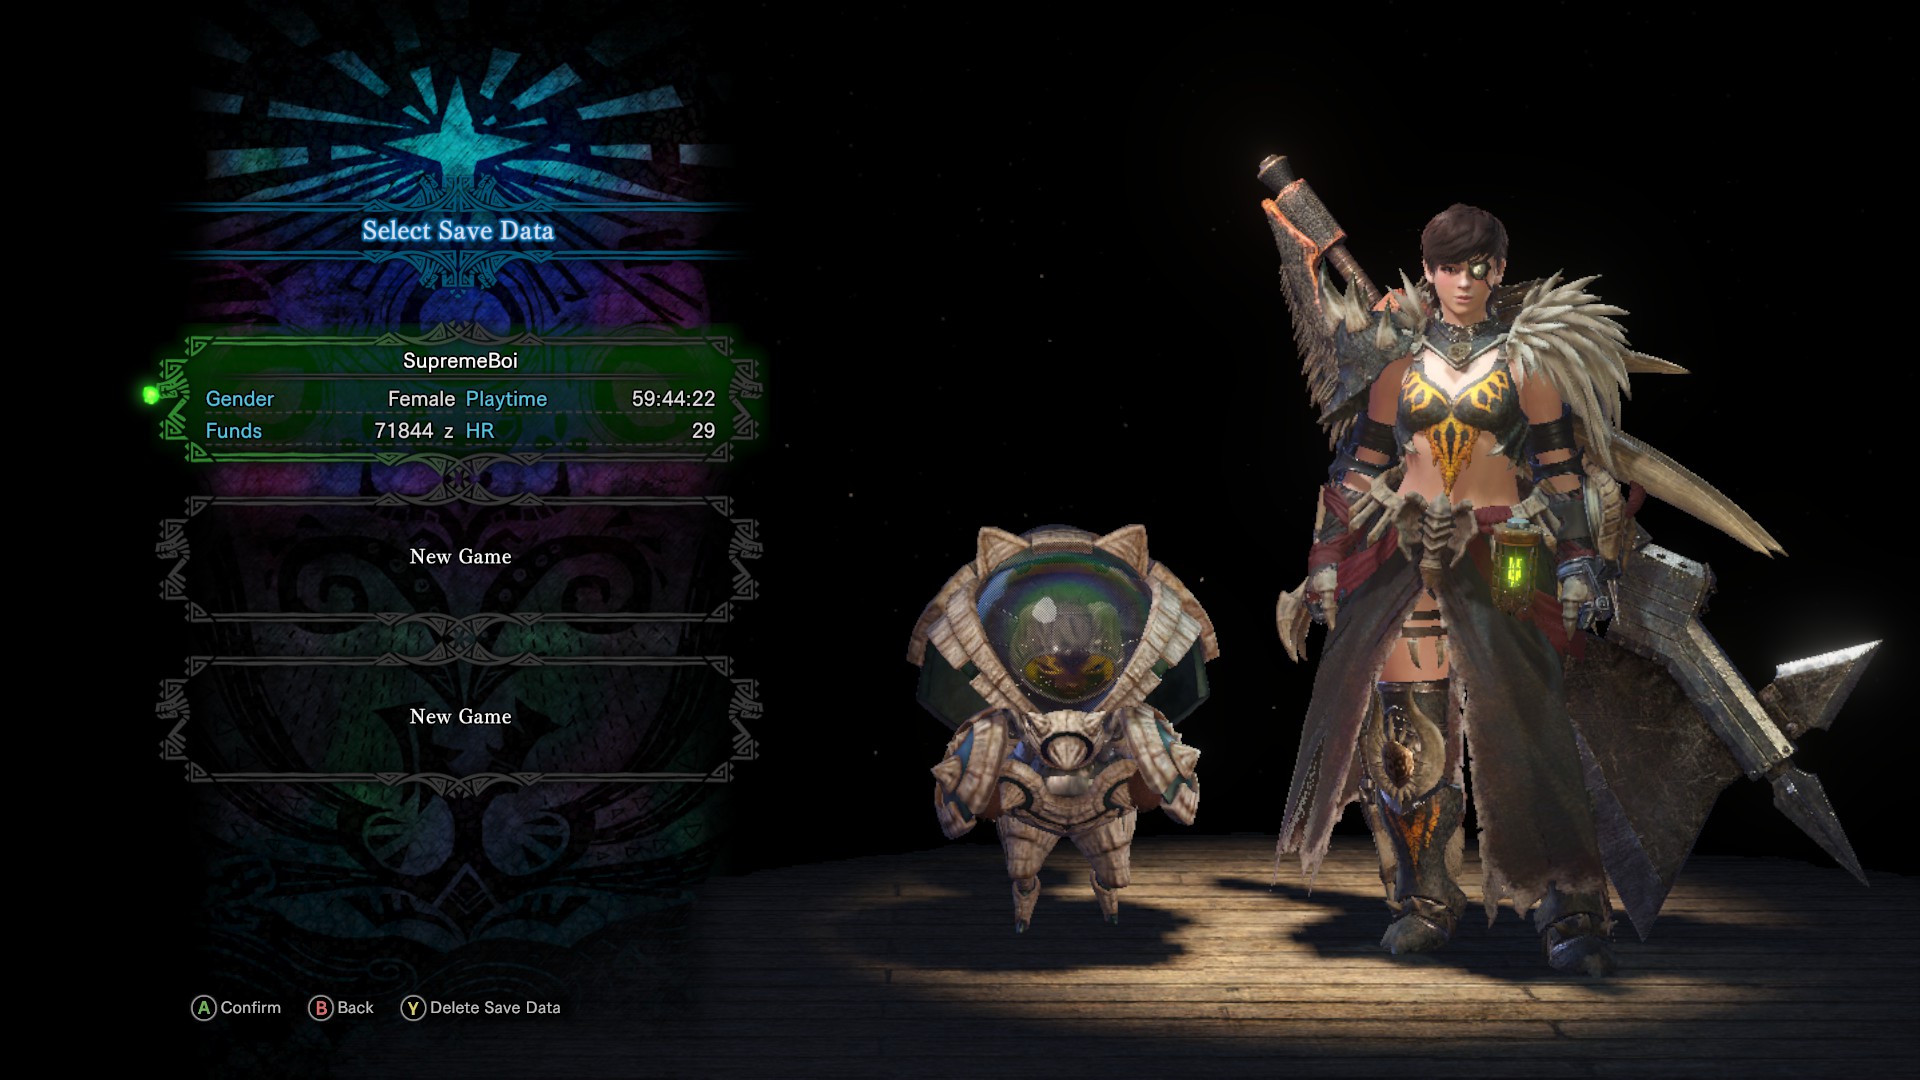 Select Save Data
SupremeBoi
Gender Female Playtime 59:44:22
Funds 71844 z HR 29
New Game
New Game
A Confirm B Back Y Delete Save Data